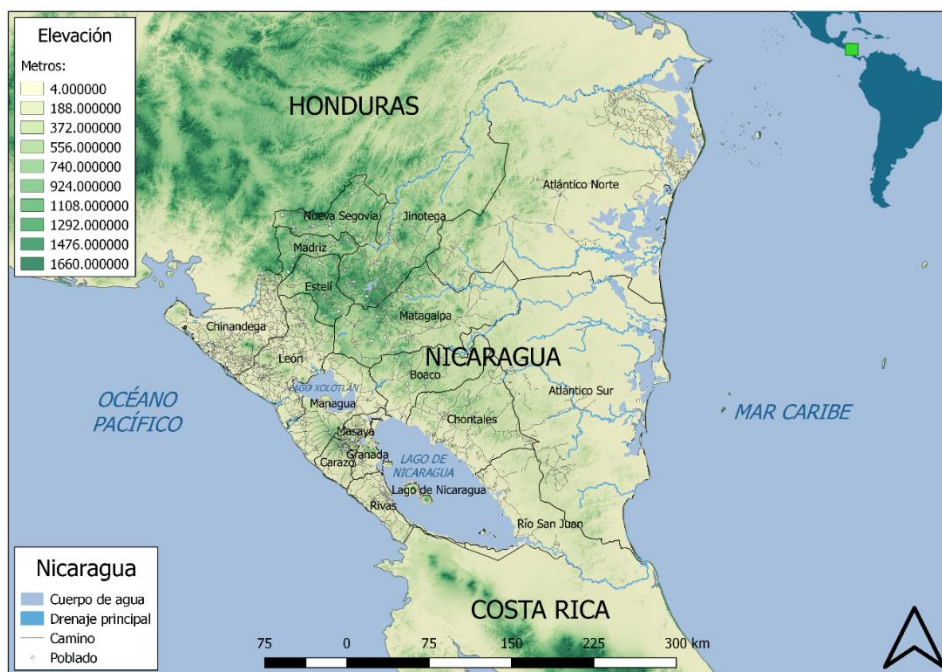 Elevación
Metros:
4.000000
188.000000
372.000000
556.000000
740.000000
924.000000
1108.000000
1292.000000
1476.000000
1660.000000
HONDURAS
Atlántico Norte
Nueva Segovia
Jinotega
Madriz
Estelí
Matagalpa
Chinandega
León
NICARAGUA
Boaco
LAGO XOLOTLÁN
Atlántico Sur
OCÉANO
PACÍFICO
Managua
MAR CARIBE
Chontales
Masaya
Granada
Carazo
LAGO DE
NICARAGUA
Lago de Nicaragua
Rivas
Río San Juan
Nicaragua
Cuerpo de agua
Drenaje principal
Camino
Poblado
COSTA RICA
75 0 75 150 225 300 km